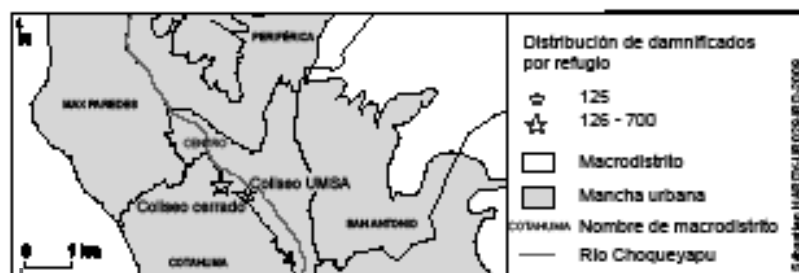 N
PERIFÉRICA
MAX PAREDES
CENTRO
Coliseo UMSA
Coliseo cerrado
SAN ANTONIO
COTAHUMA
0 1 km
Distribución de damnificados
por refugio
125
126 - 700
Macrodistrito
Mancha urbana
COTAHUMA Nombre de macrodistrito
Río Choqueyapu